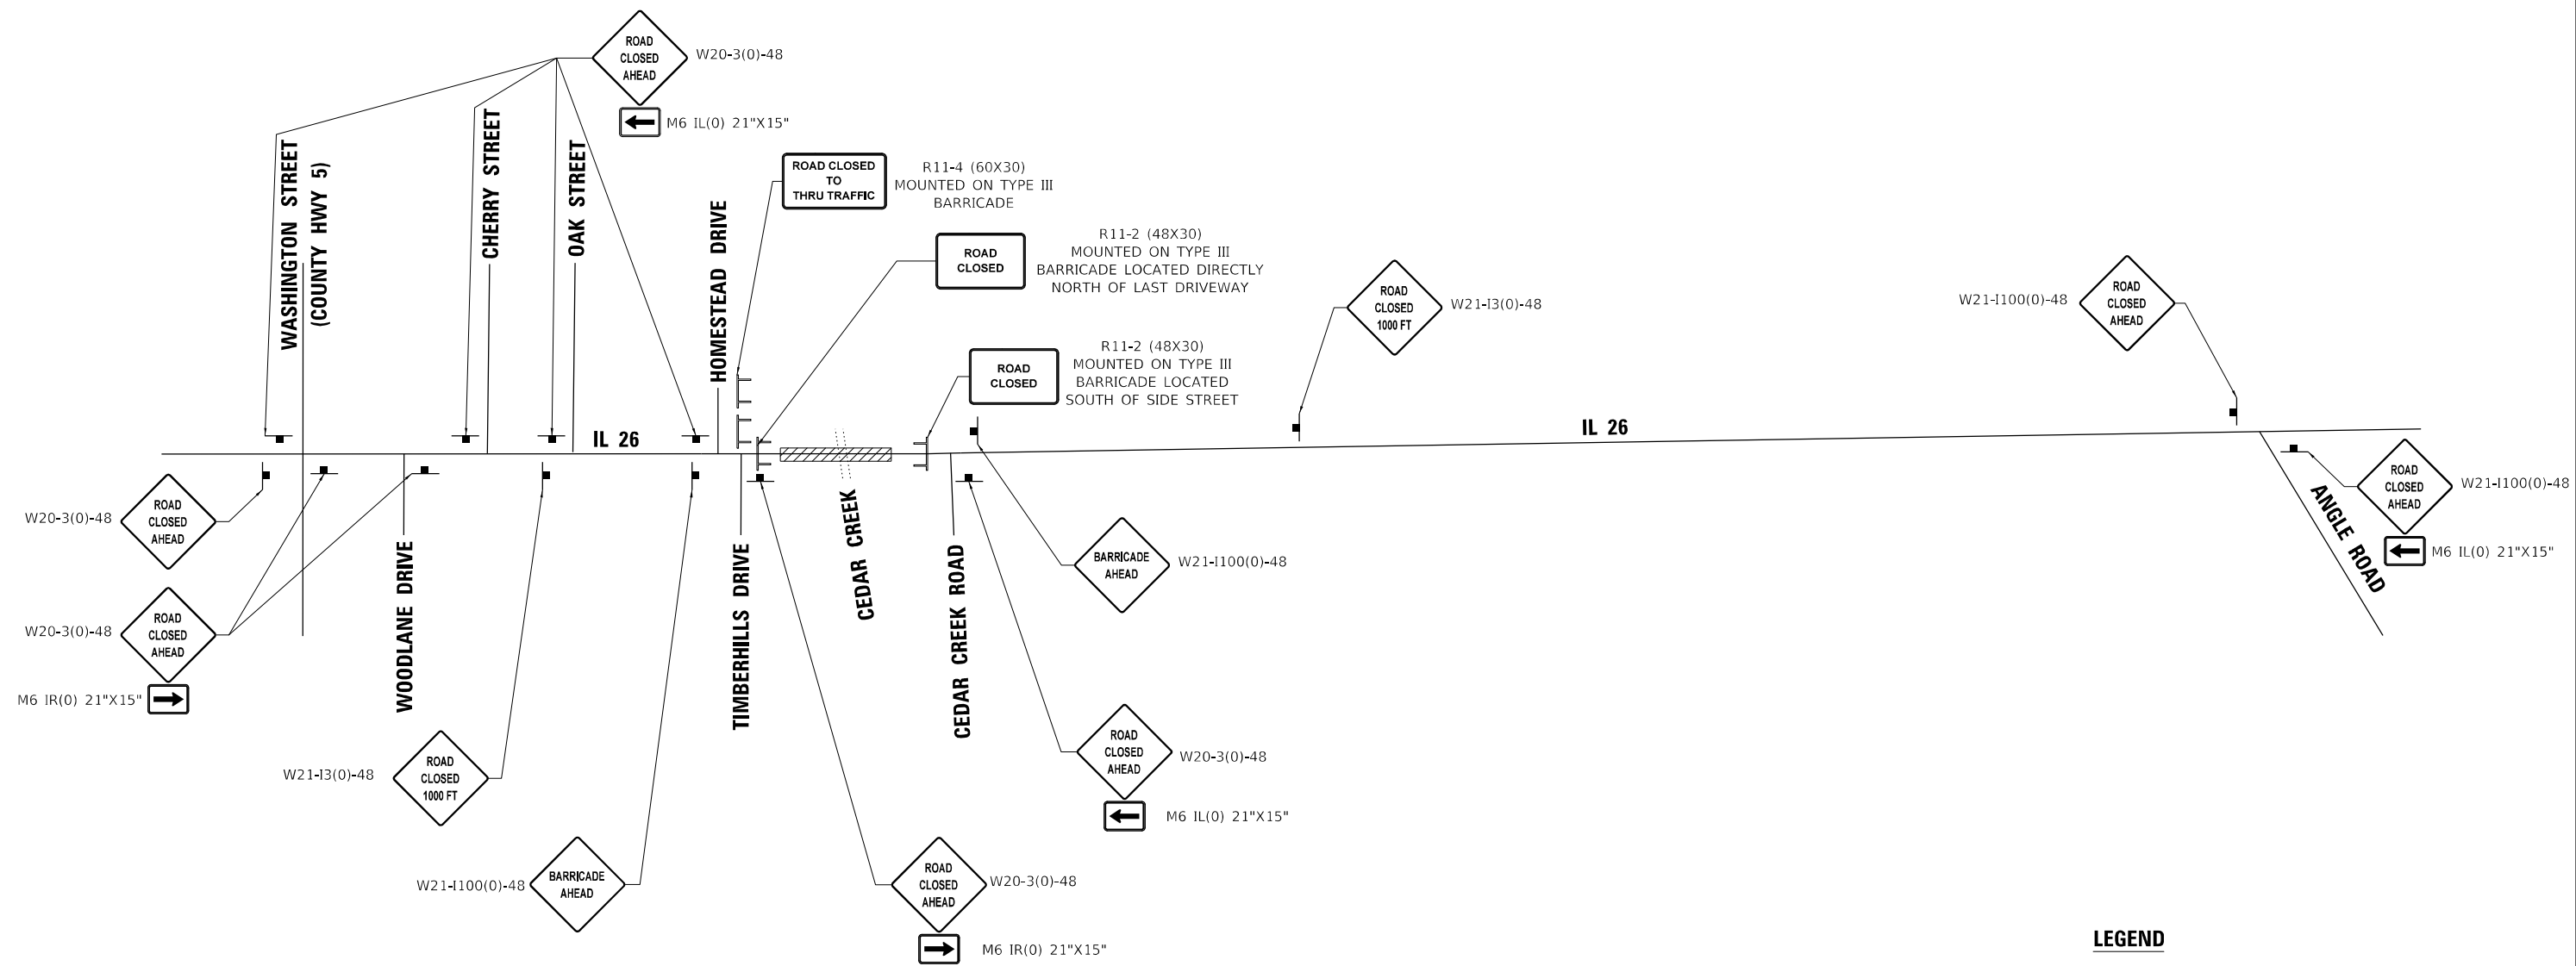 ROAD
CLOSED
AHEAD
W20-3(0)-48
M6 IL(0) 21"X15"
WASHINGTON STREET
(COUNTY HWY 5)
CHERRY STREET
OAK STREET
HOMESTEAD DRIVE
ROAD CLOSED
TO
THRU TRAFFIC
R11-4 (60X30)
MOUNTED ON TYPE III
BARRICADE
ROAD
CLOSED
R11-2 (48X30)
MOUNTED ON TYPE III
BARRICADE LOCATED DIRECTLY
NORTH OF LAST DRIVEWAY
ROAD
CLOSED
R11-2 (48X30)
MOUNTED ON TYPE III
BARRICADE LOCATED
SOUTH OF SIDE STREET
ROAD
CLOSED
1000 FT
W21-I3(0)-48
W21-I100(0)-48
ROAD
CLOSED
AHEAD
IL 26
IL 26
W20-3(0)-48
ROAD
CLOSED
AHEAD
W20-3(0)-48
ROAD
CLOSED
AHEAD
M6 IR(0) 21"X15"
WOODLANE DRIVE
TIMBERHILLS DRIVE
CEDAR CREEK
CEDAR CREEK ROAD
BARRICADE
AHEAD
W21-I100(0)-48
ANGLE ROAD
ROAD
CLOSED
AHEAD
W21-I100(0)-48
M6 IL(0) 21"X15"
W21-I3(0)-48
ROAD
CLOSED
1000 FT
ROAD
CLOSED
AHEAD
W20-3(0)-48
M6 IL(0) 21"X15"
W21-I100(0)-48
BARRICADE
AHEAD
ROAD
CLOSED
AHEAD
W20-3(0)-48
M6 IR(0) 21"X15"
LEGEND